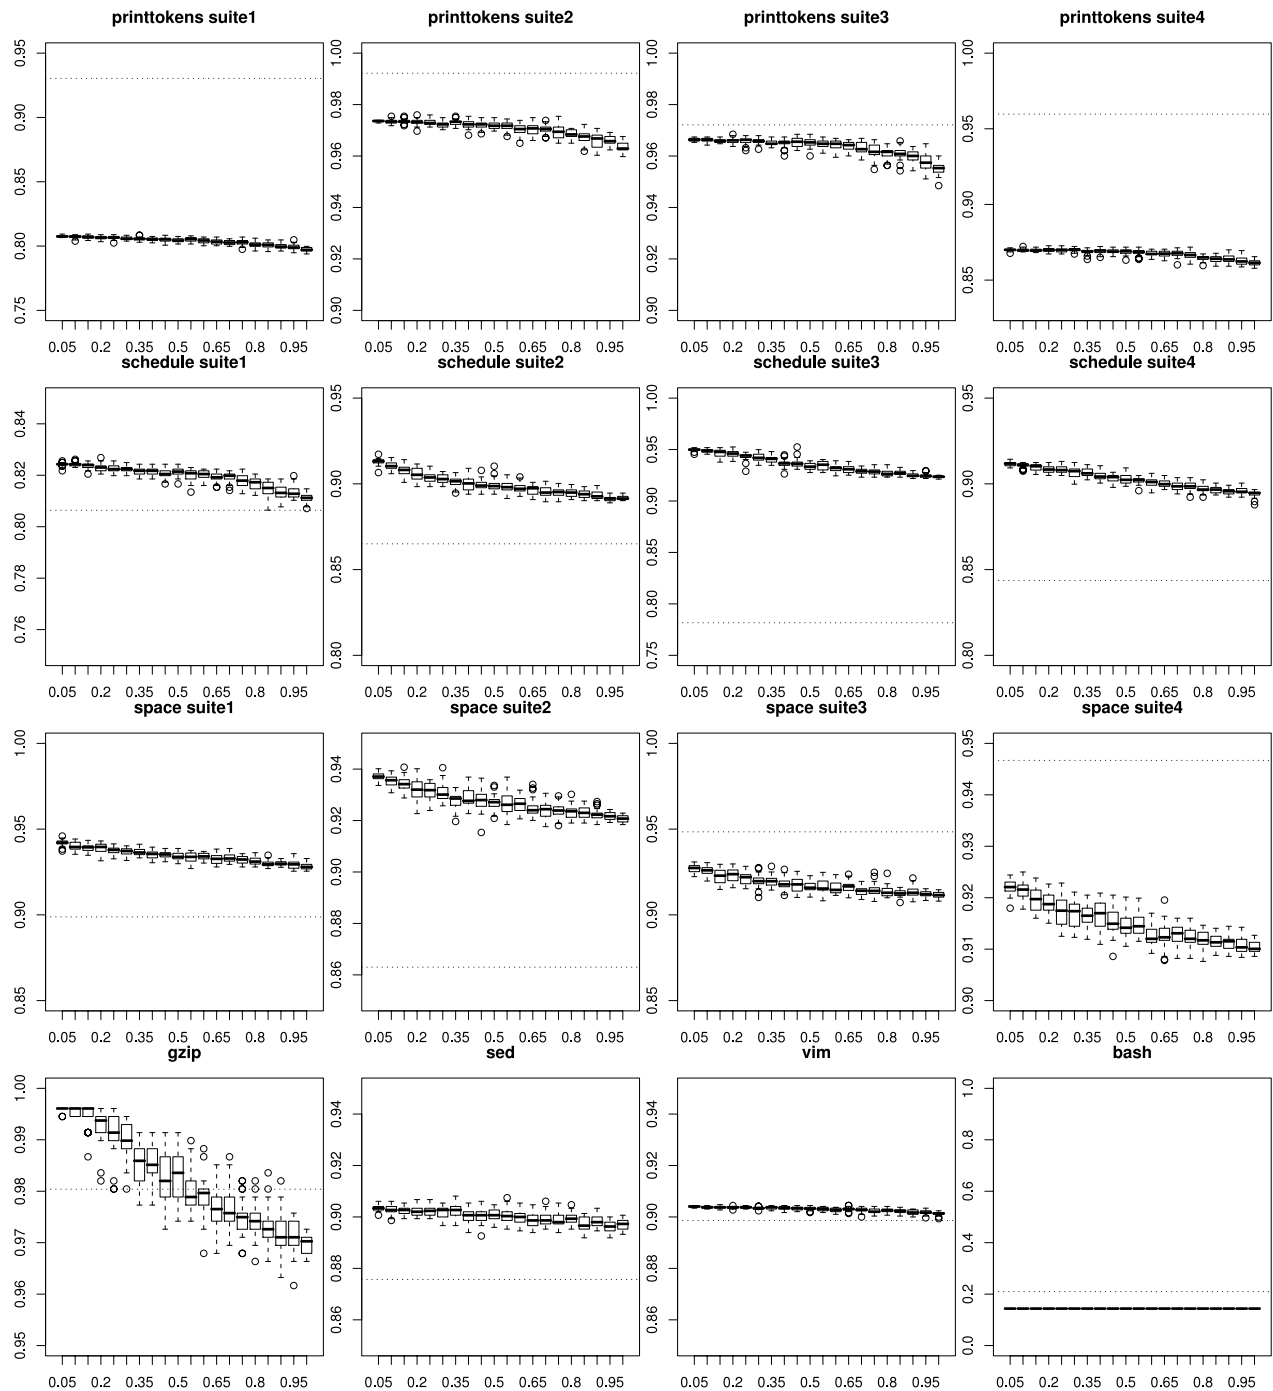 printtokens suite1 printtokens suite2 printtokens suite3 printtokens suite4
0.95 0.90 0.85 0.80 0.75
1.00 0.98 0.96 0.94 0.92 0.90
1.00 0.98 0.96 0.94 0.92 0.90
1.00 0.95 0.90 0.85
0.05 0.2 0.35 0.5 0.65 0.8 0.95
0.05 0.2 0.35 0.5 0.65 0.8 0.95
0.05 0.2 0.35 0.5 0.65 0.8 0.95
0.05 0.2 0.35 0.5 0.65 0.8 0.95
schedule suite1 schedule suite2 schedule suite3 schedule suite4
0.84 0.82 0.80 0.78 0.76
0.95 0.90 0.85 0.80
1.00 0.95 0.90 0.85 0.80 0.75
0.95 0.90 0.85 0.80
0.05 0.2 0.35 0.5 0.65 0.8 0.95
0.05 0.2 0.35 0.5 0.65 0.8 0.95
0.05 0.2 0.35 0.5 0.65 0.8 0.95
0.05 0.2 0.35 0.5 0.65 0.8 0.95
space suite1 space suite2 space suite3 space suite4
1.00 0.95 0.90 0.85
0.94 0.92 0.90 0.88 0.86
1.00 0.95 0.90 0.85
0.95 0.94 0.93 0.92 0.91 0.90
0.05 0.2 0.35 0.5 0.65 0.8 0.95
0.05 0.2 0.35 0.5 0.65 0.8 0.95
0.05 0.2 0.35 0.5 0.65 0.8 0.95
0.05 0.2 0.35 0.5 0.65 0.8 0.95
gzip sed vim bash
1.00 0.99 0.98 0.97 0.96 0.95
0.94 0.92 0.90 0.88 0.86
0.94 0.92 0.90 0.88 0.86
1.0 0.8 0.6 0.4 0.2 0.0
0.05 0.2 0.35 0.5 0.65 0.8 0.95
0.05 0.2 0.35 0.5 0.65 0.8 0.95
0.05 0.2 0.35 0.5 0.65 0.8 0.95
0.05 0.2 0.35 0.5 0.65 0.8 0.95